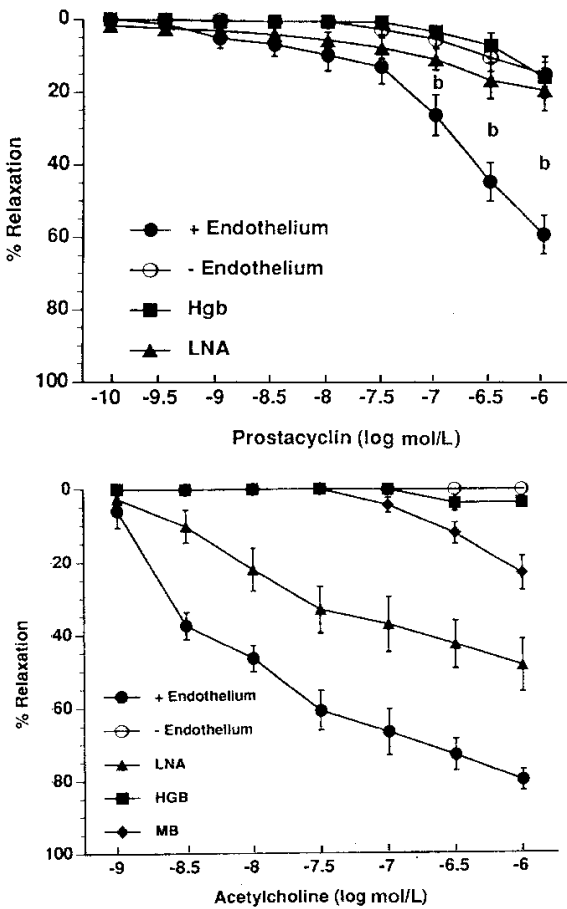 0
20
40
60
80
100
% Relaxation
b
b
b
+ Endothelium
- Endothelium
Hgb
LNA
-10 -9.5 -9 -8.5 -8 -7.5 -7 -6.5 -6
Prostacyclin (log mol/L)
0
20
40
60
80
100
% Relaxation
+ Endothelium
- Endothelium
LNA
HGB
MB
-9 -8.5 -8 -7.5 -7 -6.5 -6
Acetylcholine (log mol/L)